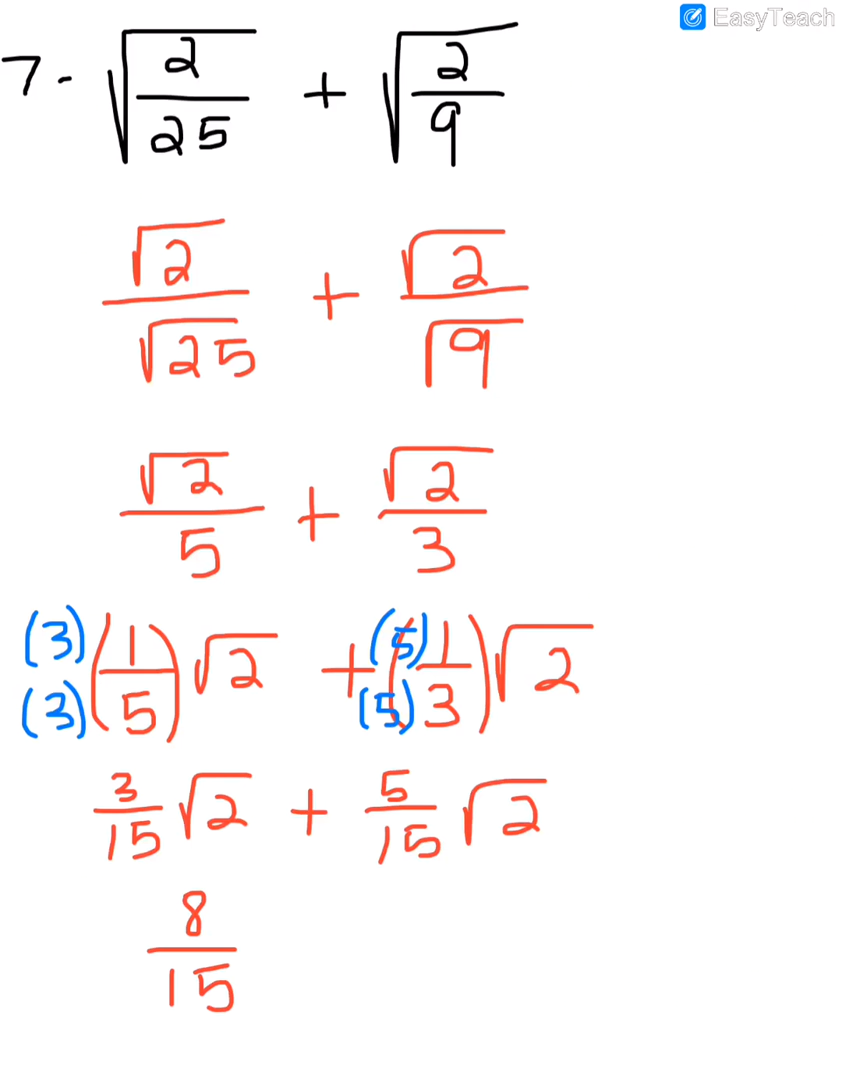 EasyTeach
7. √(2/25) + √(2/9)
√2/√25 + √2/√9
√2/5 + √2/3
(3)/(3) (1/5) √2 + (5)/(5) (1/3) √2
3/15 √2 + 5/15 √2
8/15